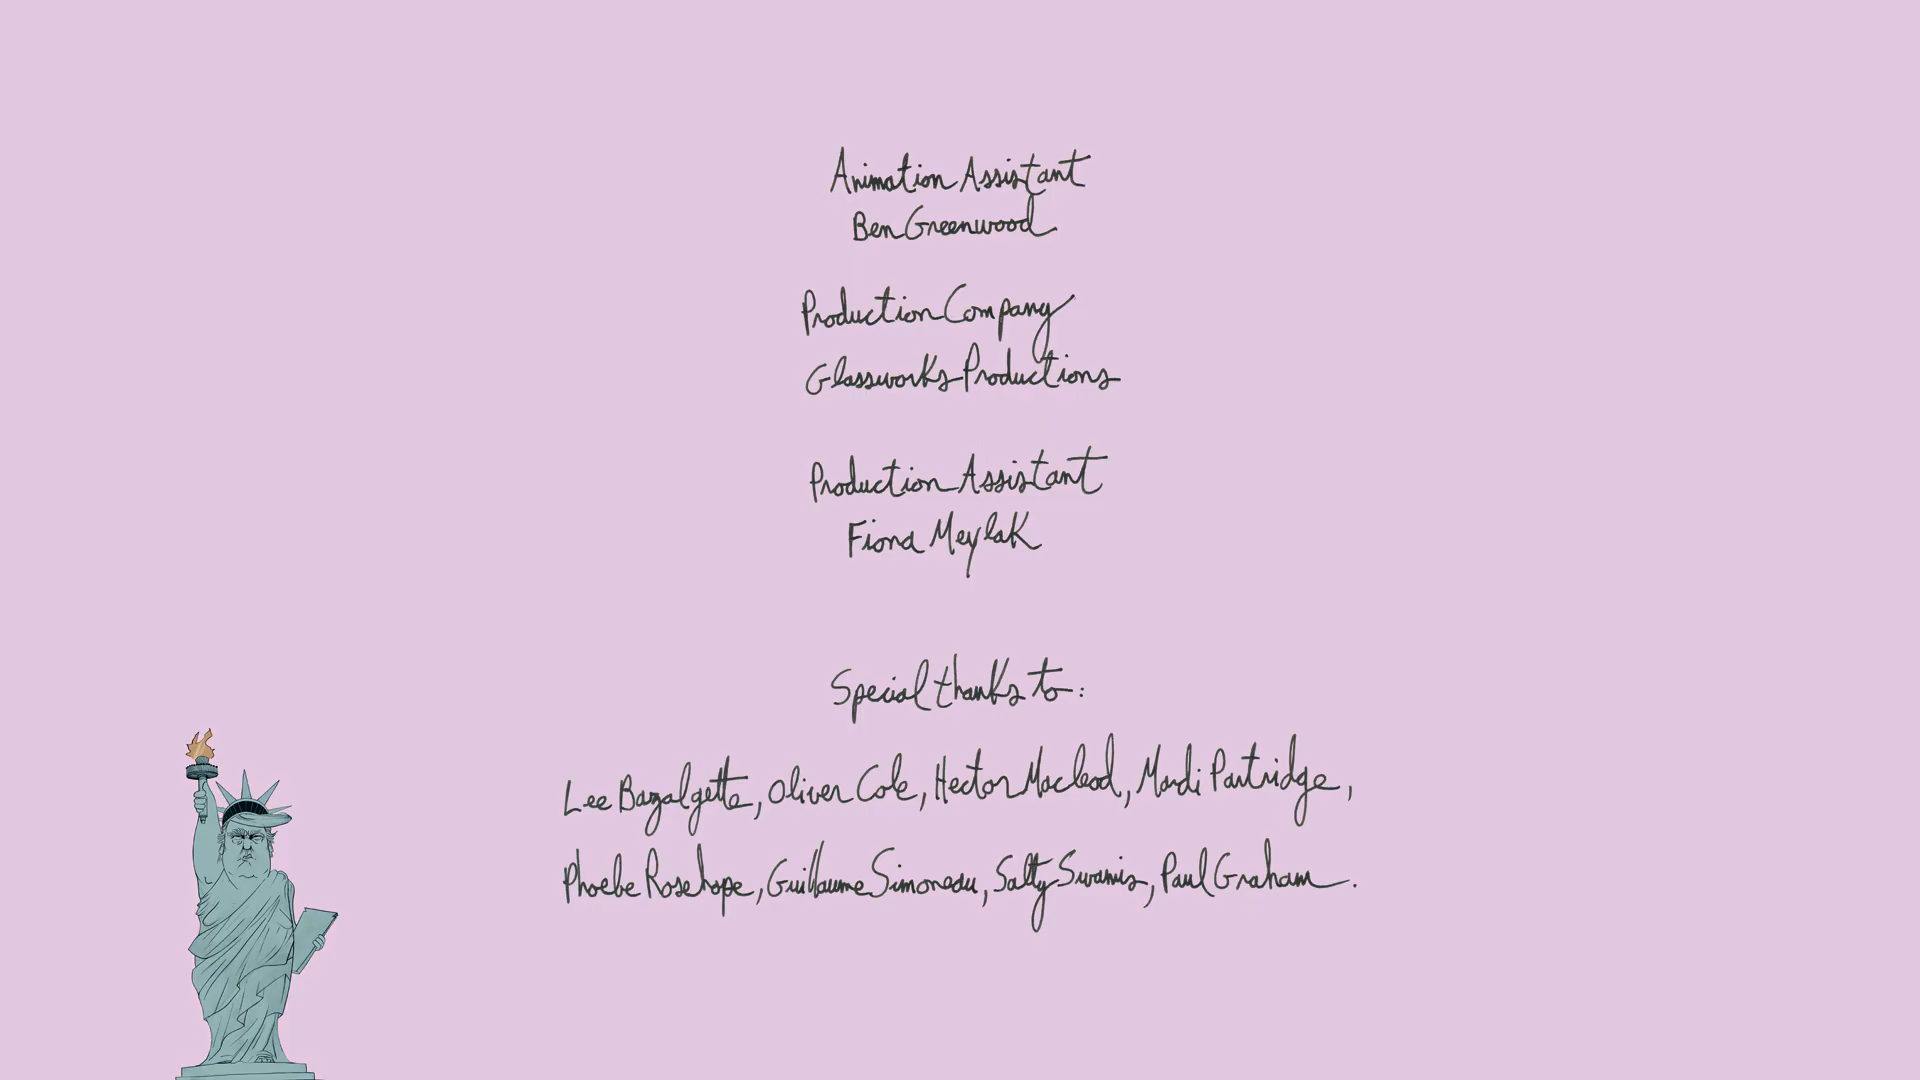 Animation Assistant
Ben Greenwood
Production Company
Glassworks Productions
Production Assistant
Fiona Meylak
Special thanks to:
Lee Bazalgette, Oliver Cole, Hector Macleod, Mardi Partridge,
Phoebe Rosehope, Guillaume Simoneau, Salty Swamis, Paul Graham.